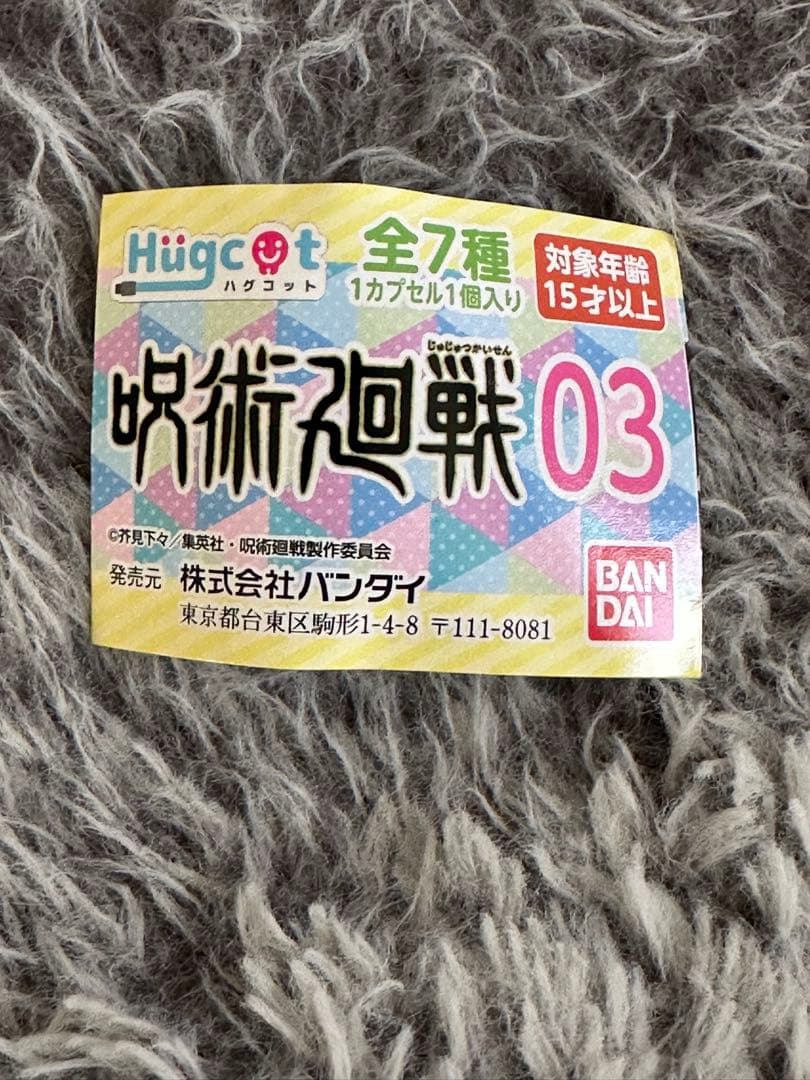 Hügcot
ハグコット
全7種
1カプセル1個入り
対象年齢
15才以上
じゅじゅつかいせん
呪術廻戦 03
©芥見下々／集英社・呪術廻戦製作委員会
発売元 株式会社バンダイ
東京都台東区駒形1-4-8 〒111-8081
BAN
DAI